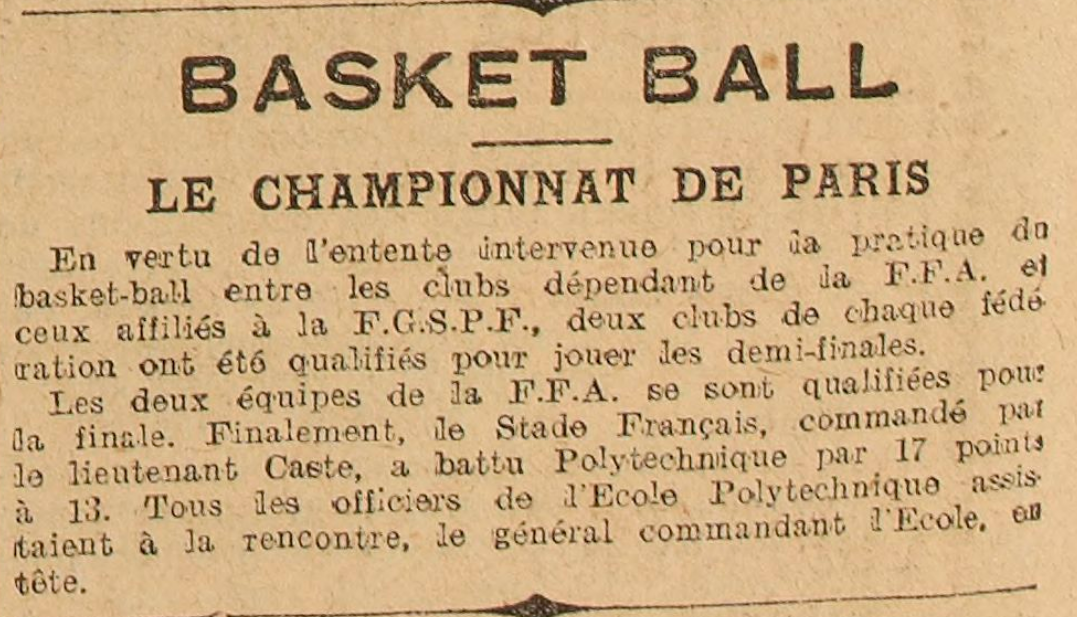 BASKET BALL
LE CHAMPIONNAT DE PARIS
En vertu de l'entente intervenue pour la pratique du
basket-ball entre les clubs dépendant de la F.F.A. et
ceux affiliés à la F.G.S.P.F., deux clubs de chaque fédé-
ration ont été qualifiés pour jouer les demi-finales.
Les deux équipes de la F.F.A. se sont qualifiées pour
la finale. Finalement, le Stade Français, commandé par
le lieutenant Caste, a battu Polytechnique par 17 points
à 13. Tous les officiers de l'Ecole Polytechnique assis-
taient à la rencontre, le général commandant l'Ecole, en
tête.